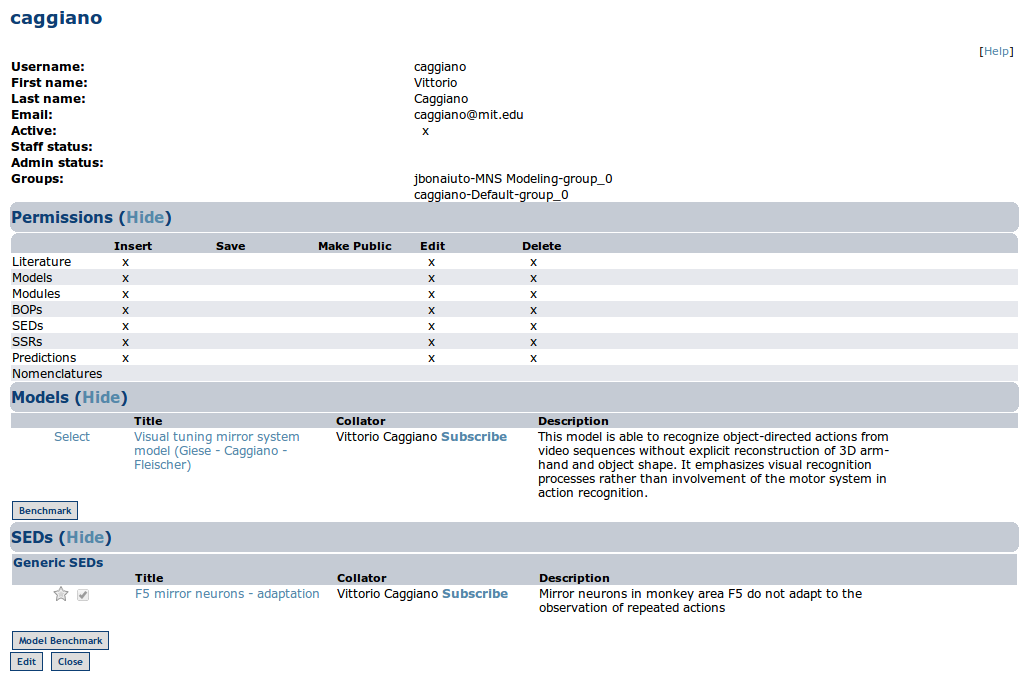 caggiano
[Help]
Username: caggiano
First name: Vittorio
Last name: Caggiano
Email: caggiano@mit.edu
Active: x
Staff status:
Admin status:
Groups: jbonaiuto-MNS Modeling-group_0
caggiano-Default-group_0
Permissions (Hide)
Insert Save Make Public Edit Delete
Literature x x x
Models x x x
Modules x x x
BOPs x x x
SEDs x x x
SSRs x x x
Predictions x x x
Nomenclatures
Models (Hide)
Title Collator Description
Select Visual tuning mirror system Vittorio Caggiano Subscribe This model is able to recognize object-directed actions from
model (Giese - Caggiano - video sequences without explicit reconstruction of 3D arm-
Fleischer) hand and object shape. It emphasizes visual recognition
processes rather than involvement of the motor system in
action recognition.
Benchmark
SEDs (Hide)
Generic SEDs
Title Collator Description
F5 mirror neurons - adaptation Vittorio Caggiano Subscribe Mirror neurons in monkey area F5 do not adapt to the
observation of repeated actions
Model Benchmark
Edit Close